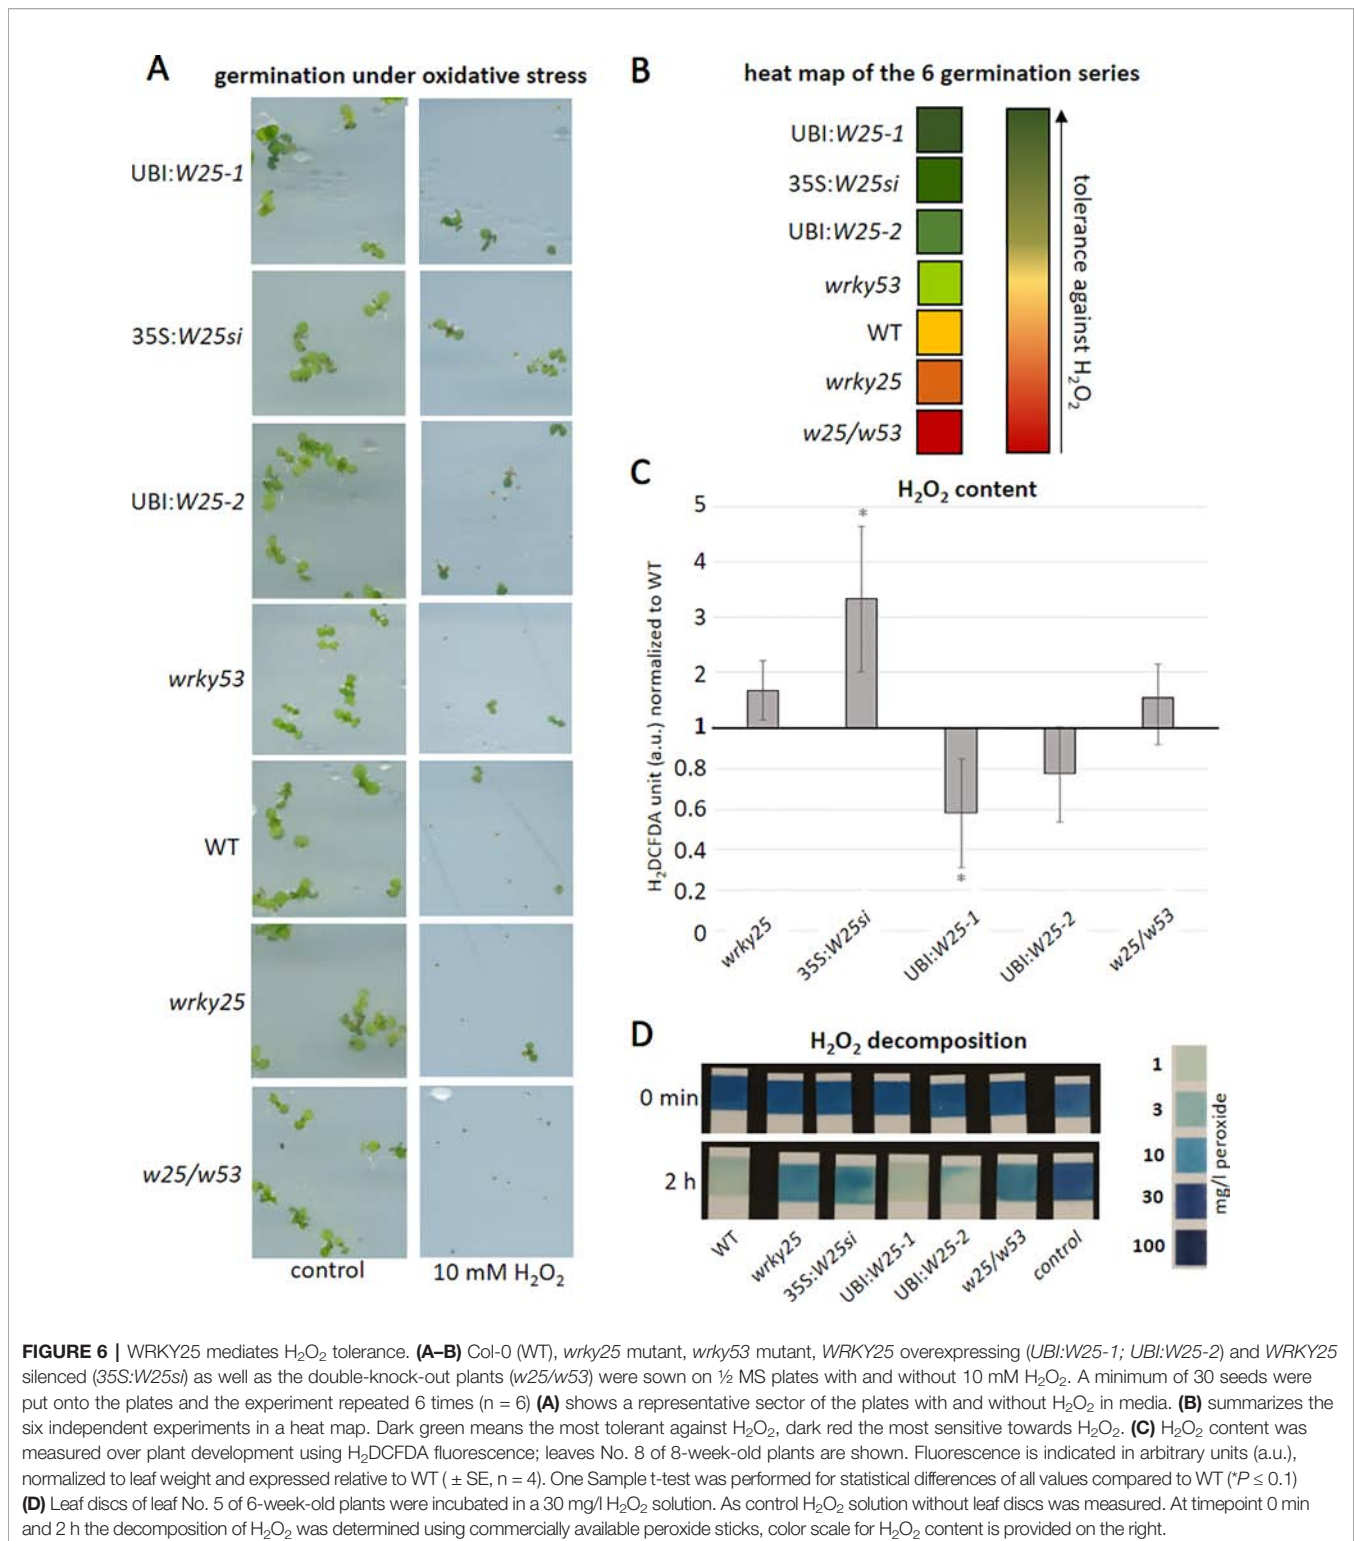 A
germination under oxidative stress
UBI:W25-1
35S:W25si
UBI:W25-2
wrky53
WT
wrky25
w25/w53
control
10 mM H₂O₂
B
heat map of the 6 germination series
UBI:W25-1
35S:W25si
UBI:W25-2
wrky53
WT
wrky25
w25/w53
tolerance against H₂O₂
C
H₂O₂ content
H₂DCFDA unit (a.u.) normalized to WT
5
4
3
2
1
0.8
0.6
0.4
0.2
0
*
*
wrky25
35S:W25si
UBI:W25-1
UBI:W25-2
w25/w53
D
H₂O₂ decomposition
0 min
2 h
WT
wrky25
35S:W25si
UBI:W25-1
UBI:W25-2
w25/w53
control
1
3
10
30
100
mg/l peroxide
FIGURE 6 | WRKY25 mediates H₂O₂ tolerance. (A–B) Col-0 (WT), wrky25 mutant, wrky53 mutant, WRKY25 overexpressing (UBI:W25-1; UBI:W25-2) and WRKY25
silenced (35S:W25si) as well as the double-knock-out plants (w25/w53) were sown on ½ MS plates with and without 10 mM H₂O₂. A minimum of 30 seeds were
put onto the plates and the experiment repeated 6 times (n = 6) (A) shows a representative sector of the plates with and without H₂O₂ in media. (B) summarizes the
six independent experiments in a heat map. Dark green means the most tolerant against H₂O₂, dark red the most sensitive towards H₂O₂. (C) H₂O₂ content was
measured over plant development using H₂DCFDA fluorescence; leaves No. 8 of 8-week-old plants are shown. Fluorescence is indicated in arbitrary units (a.u.),
normalized to leaf weight and expressed relative to WT ( ± SE, n = 4). One Sample t-test was performed for statistical differences of all values compared to WT (*P ≤ 0.1)
(D) Leaf discs of leaf No. 5 of 6-week-old plants were incubated in a 30 mg/l H₂O₂ solution. As control H₂O₂ solution without leaf discs was measured. At timepoint 0 min
and 2 h the decomposition of H₂O₂ was determined using commercially available peroxide sticks, color scale for H₂O₂ content is provided on the right.